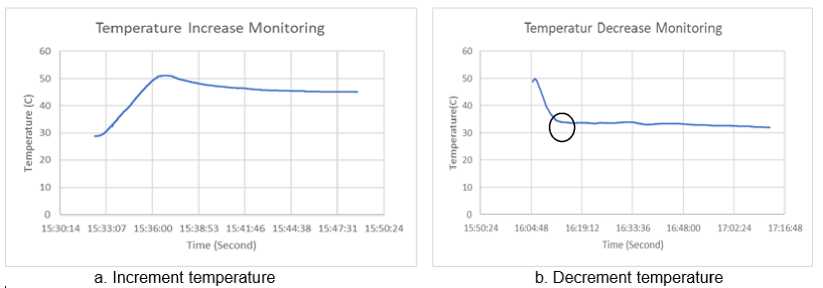 Temperature Increase Monitoring
60
50
40
30
20
10
0
Temperature (C)
15:30:14 15:33:07 15:36:00 15:38:53 15:41:46 15:44:38 15:47:31 15:50:24
Time (Second)
a. Increment temperature
Temperatur Decrease Monitoring
60
50
40
30
20
10
0
Temperature(C)
15:50:24 16:04:48 16:19:12 16:33:36 16:48:00 17:02:24 17:16:48
Time (Second)
b. Decrement temperature